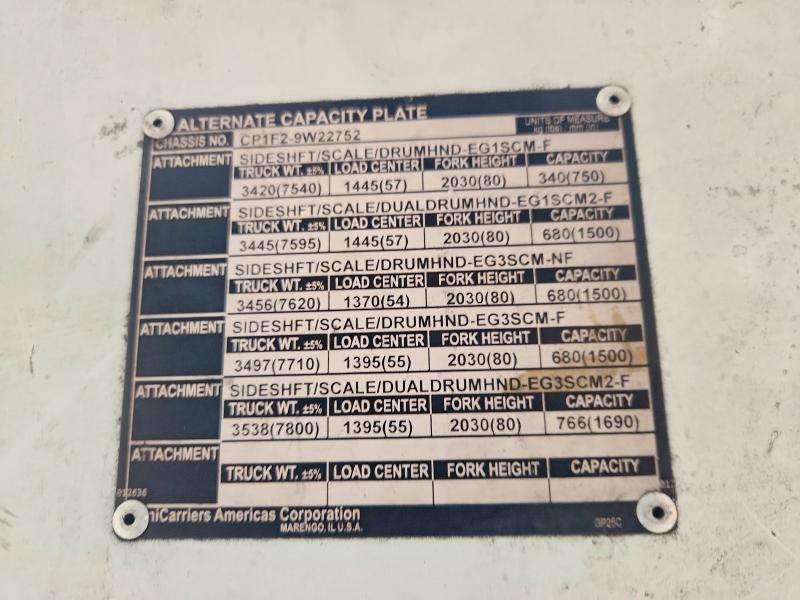 ALTERNATE CAPACITY PLATE
UNITS OF MEASURE
kg (lbs) / mm (in)
CHASSIS NO. CP1F2-9W22752
ATTACHMENT SIDESHFT/SCALE/DRUMHND-EG1SCM-F
TRUCK WT. ±5% LOAD CENTER FORK HEIGHT CAPACITY
3420(7540) 1445(57) 2030(80) 340(750)
ATTACHMENT SIDESHFT/SCALE/DUALDRUMHND-EG1SCM2-F
TRUCK WT. ±5% LOAD CENTER FORK HEIGHT CAPACITY
3445(7595) 1445(57) 2030(80) 680(1500)
ATTACHMENT SIDESHFT/SCALE/DRUMHND-EG3SCM-NF
TRUCK WT. ±5% LOAD CENTER FORK HEIGHT CAPACITY
3456(7620) 1370(54) 2030(80) 680(1500)
ATTACHMENT SIDESHFT/SCALE/DRUMHND-EG3SCM-F
TRUCK WT. ±5% LOAD CENTER FORK HEIGHT CAPACITY
3497(7710) 1395(55) 2030(80) 680(1500)
ATTACHMENT SIDESHFT/SCALE/DUALDRUMHND-EG3SCM2-F
TRUCK WT. ±5% LOAD CENTER FORK HEIGHT CAPACITY
3538(7800) 1395(55) 2030(80) 766(1690)
ATTACHMENT
TRUCK WT. ±5% LOAD CENTER FORK HEIGHT CAPACITY
012636
niCarriers Americas Corporation
MARENGO, IL U.S.A.
GP25C